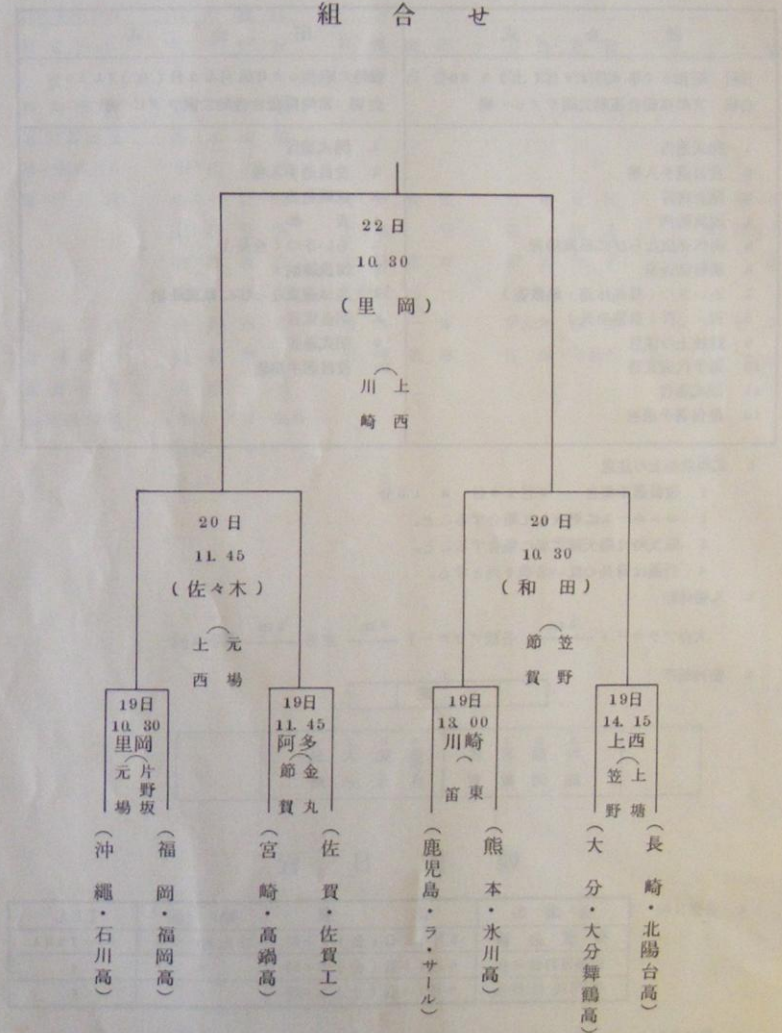 組合せ
22日
10.30
(里岡)
上西
川崎
20日
11.45
(佐々木)
元場
上西
20日
10.30
(和田)
笠野
節賀
19日
10.30
里岡
片野坂
元場
19日
11.45
阿多
金丸
節賀
19日
13.00
川崎
東
笛
19日
14.15
上西
上塘
笠野
(沖縄・石川高)
(福岡・福岡高)
(宮崎・高鍋高)
(佐賀・佐賀工)
(鹿児島・ラ・サール)
(熊本・氷川高)
(大分・大分舞鶴高)
(長崎・北陽台高)